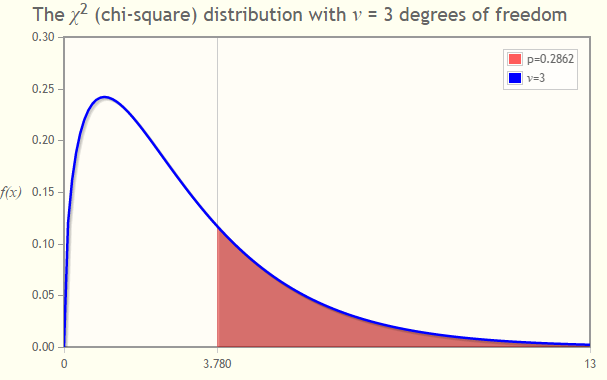 The χ² (chi-square) distribution with ν = 3 degrees of freedom
0.30
p=0.2862
ν=3
0.25
0.20
f(x)
0.15
0.10
0.05
0.00
0
3.780
13